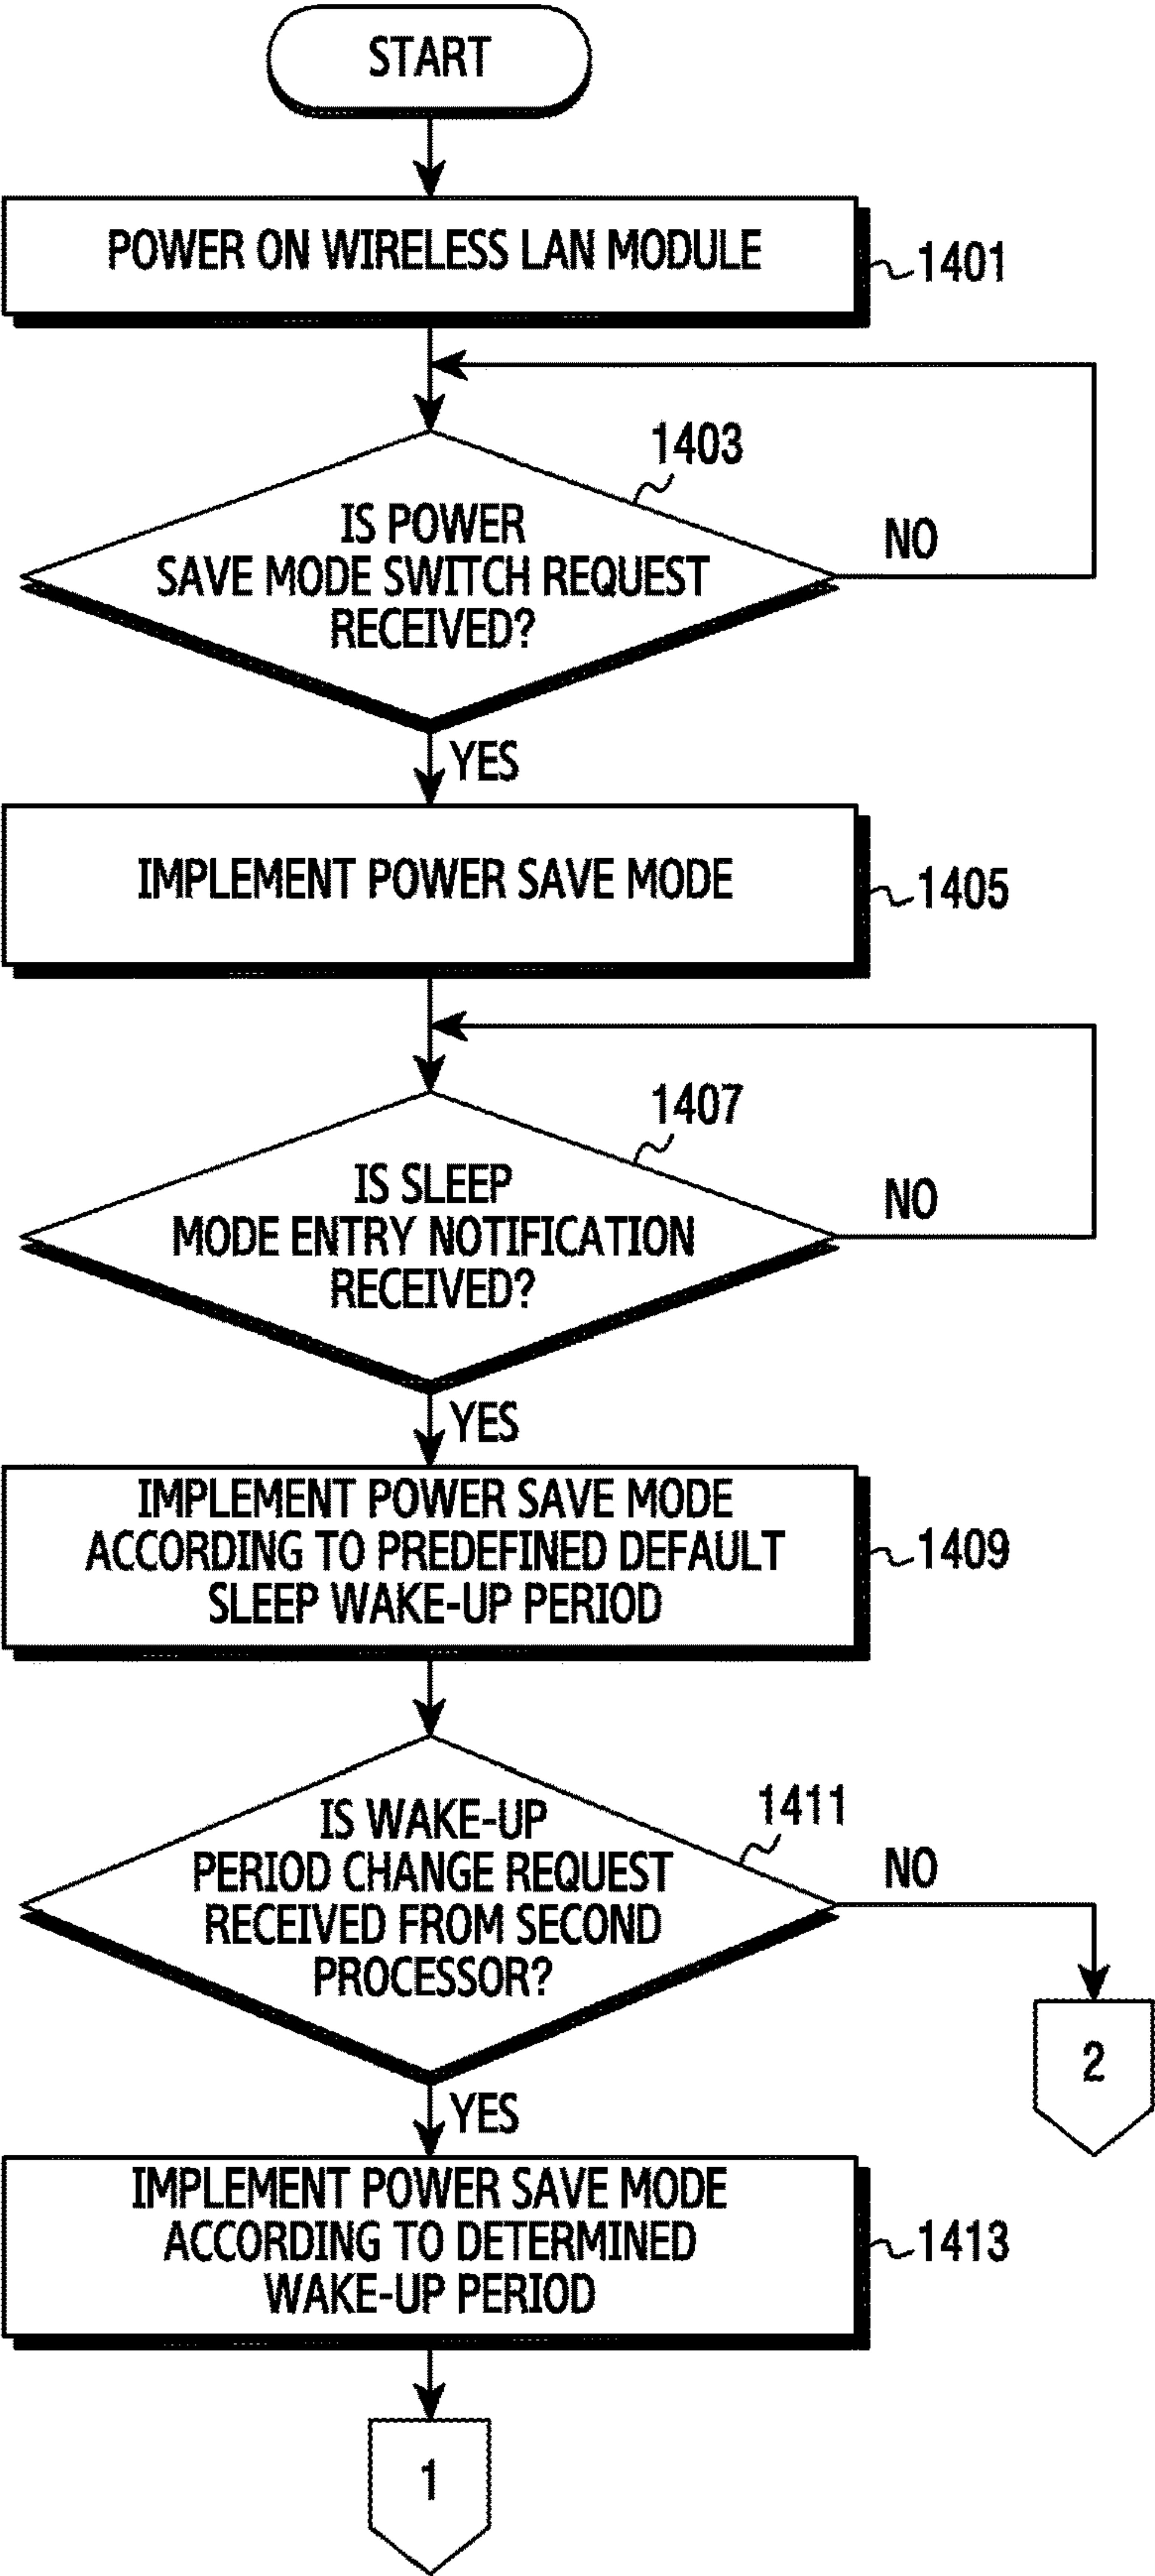 START
POWER ON WIRELESS LAN MODULE
1401
1403
IS POWER
SAVE MODE SWITCH REQUEST
RECEIVED?
NO
YES
IMPLEMENT POWER SAVE MODE
1405
1407
IS SLEEP
MODE ENTRY NOTIFICATION
RECEIVED?
NO
YES
IMPLEMENT POWER SAVE MODE
ACCORDING TO PREDEFINED DEFAULT
SLEEP WAKE-UP PERIOD
1409
1411
IS WAKE-UP
PERIOD CHANGE REQUEST
RECEIVED FROM SECOND
PROCESSOR?
NO
2
YES
IMPLEMENT POWER SAVE MODE
ACCORDING TO DETERMINED
WAKE-UP PERIOD
1413
1